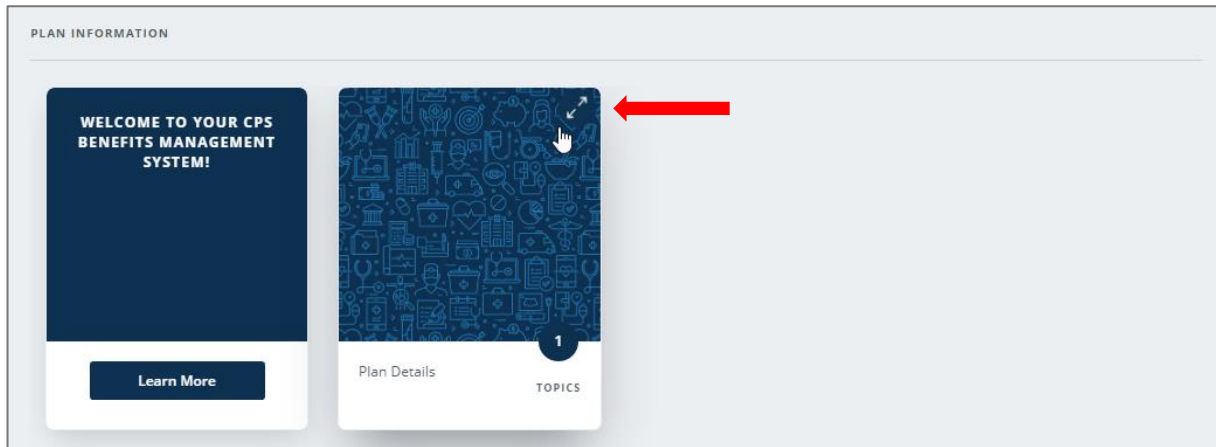 PLAN INFORMATION
WELCOME TO YOUR CPS
BENEFITS MANAGEMENT
SYSTEM!
Learn More
1
Plan Details
TOPICS